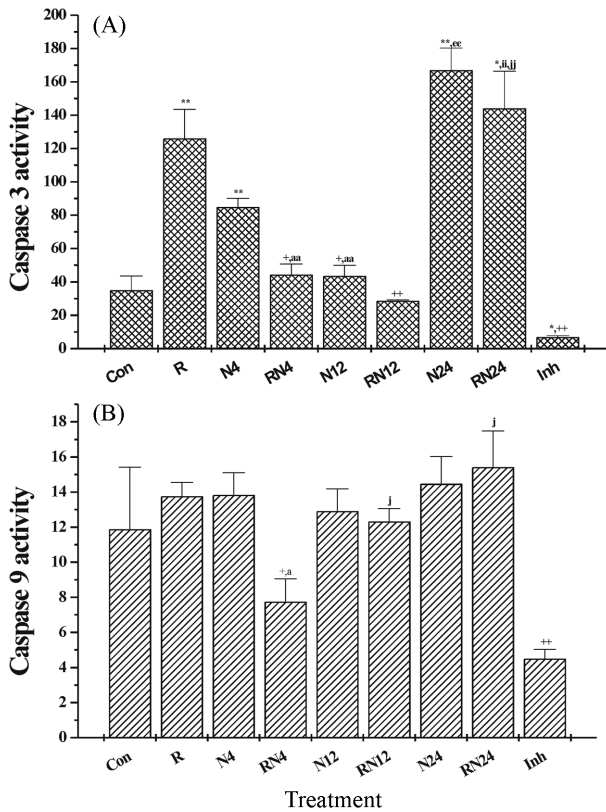 (A)
Caspase 3 activity
200
180
160
140
120
100
80
60
40
20
0
**
**
+,aa
+,aa
++
**,ee
*,ii,jj
*,++
Con R N4 RN4 N12 RN12 N24 RN24 Inh
(B)
Caspase 9 activity
18
16
14
12
10
8
6
4
2
0
+,a
j
j
++
Con R N4 RN4 N12 RN12 N24 RN24 Inh
Treatment